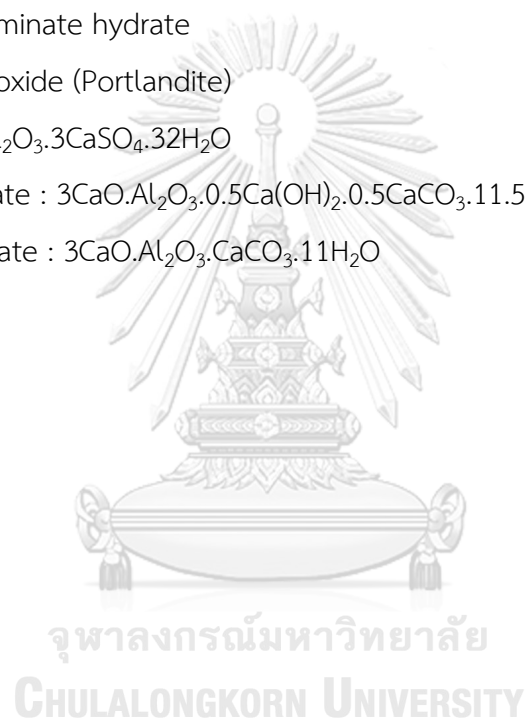 minate hydrate
oxide (Portlandite)
₂O₃.3CaSO₄.32H₂O
ate : 3CaO.Al₂O₃.0.5Ca(OH)₂.0.5CaCO₃.11.5
ate : 3CaO.Al₂O₃.CaCO₃.11H₂O
จุฬาลงกรณ์มหาวิทยาลัย
CHULALONGKORN UNIVERSITY